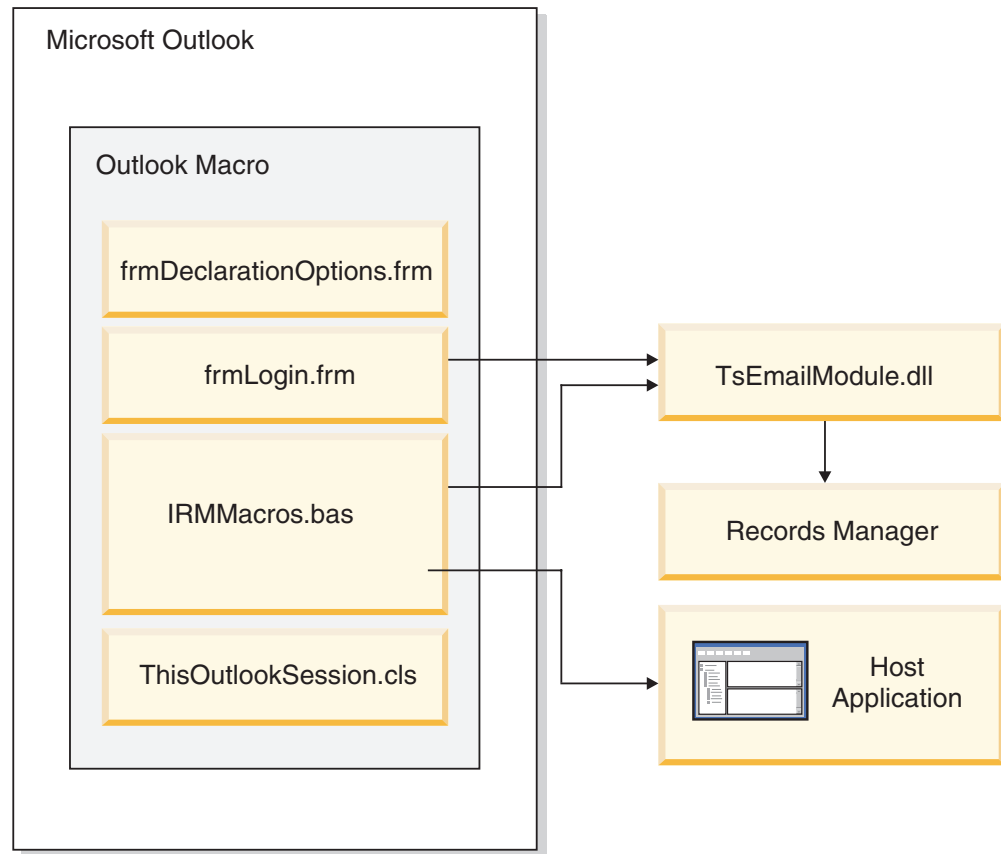 Microsoft Outlook
Outlook Macro
frmDeclarationOptions.frm
frmLogin.frm
IRMMacros.bas
ThisOutlookSession.cls
TsEmailModule.dll
Records Manager
Host
Application